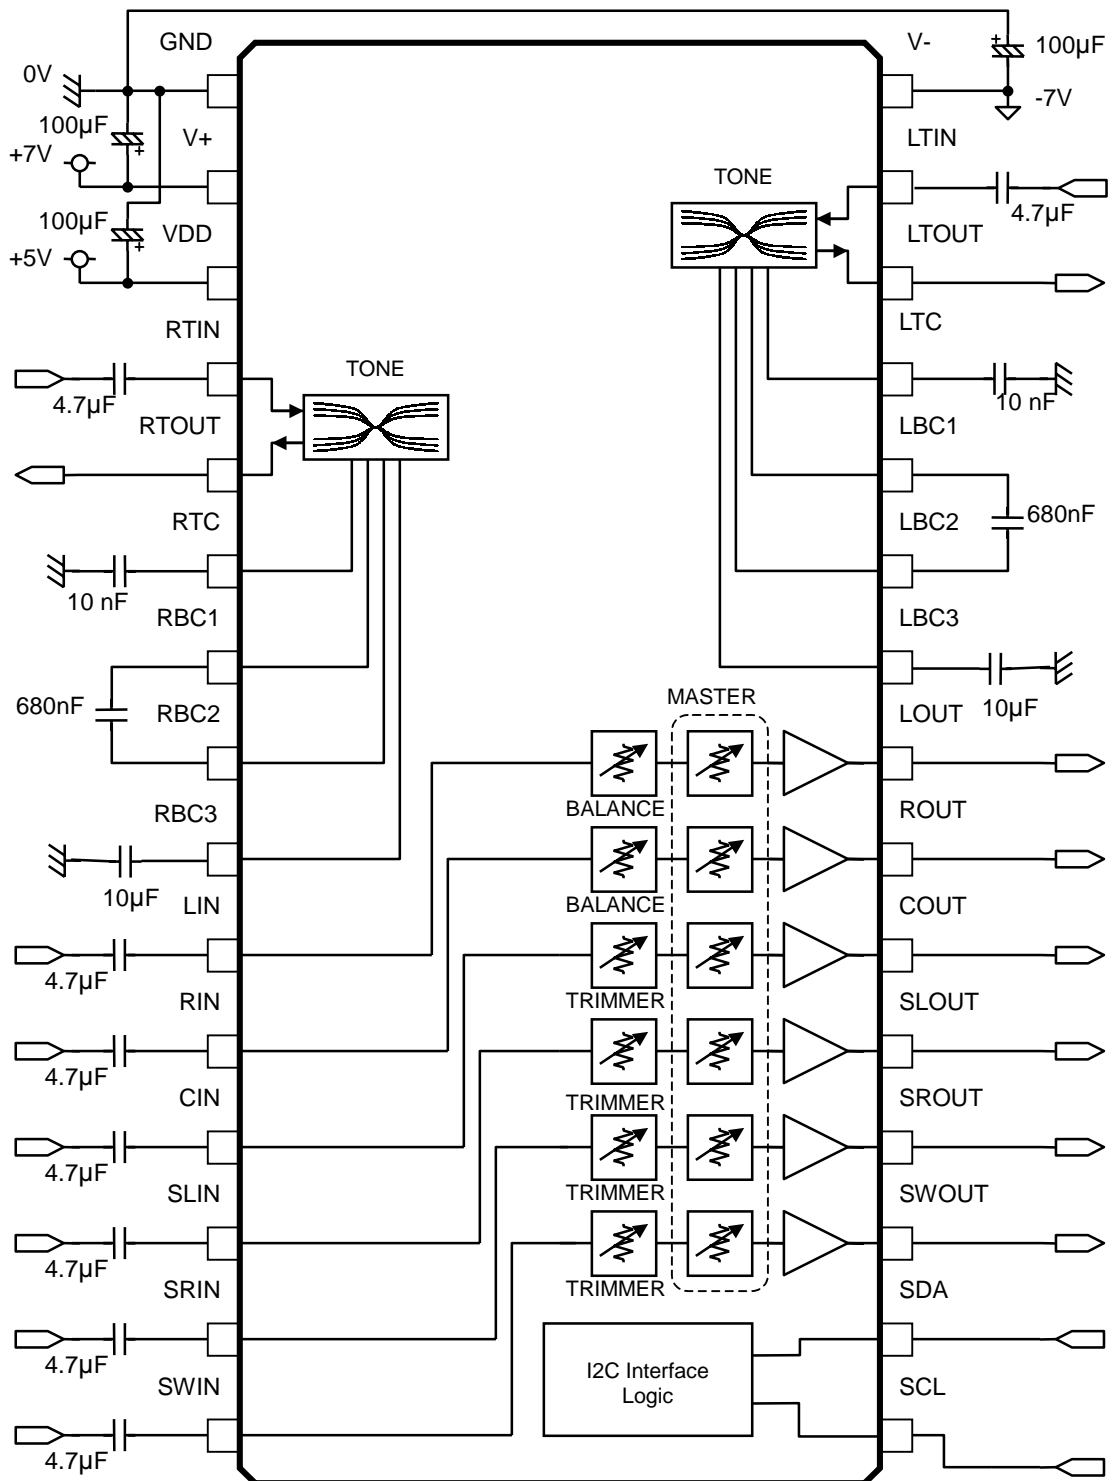 GND
V-
100µF
0V
-7V
100µF
V+
LTIN
+7V
TONE
100µF
VDD
4.7µF
LTOUT
+5V
RTIN
LTC
TONE
4.7µF
10 nF
RTOUT
LBC1
RTC
LBC2
680nF
10 nF
RBC1
LBC3
MASTER
680nF
RBC2
LOUT
10µF
BALANCE
RBC3
ROUT
10µF
LIN
BALANCE
COUT
4.7µF
RIN
TRIMMER
SLOUT
4.7µF
CIN
TRIMMER
SROUT
4.7µF
SLIN
TRIMMER
SWOUT
4.7µF
SRIN
TRIMMER
SDA
4.7µF
I2C Interface
Logic
SWIN
SCL
4.7µF